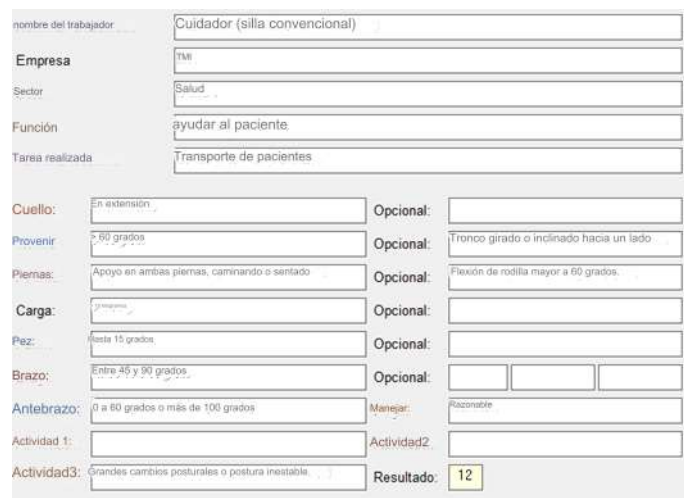 nombre del trabajador Cuidador (silla convencional)
Empresa TMI
Sector Salud
Función ayudar al paciente
Tarea realizada Transporte de pacientes
Cuello: En extensión Opcional:
Provenir > 60 grados Opcional: Tronco girado o inclinado hacia un lado
Piernas: Apoyo en ambas piernas, caminando o sentado Opcional: Flexión de rodilla mayor a 60 grados.
Carga: Opcional:
Pez: Hasta 15 grados Opcional:
Brazo: Entre 45 y 90 grados Opcional:
Antebrazo: 0 a 60 grados o más de 100 grados Manejar: Razonable
Actividad 1: Actividad2
Actividad3: Grandes cambios posturales o postura inestable. Resultado: 12